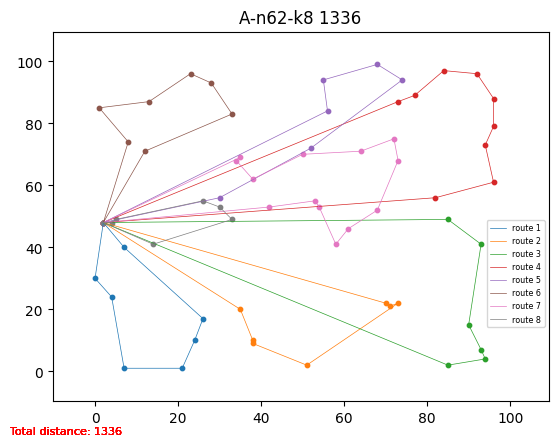 A-n62-k8 1336
100
80
60
40
20
0
0 20 40 60 80 100
route 1
route 2
route 3
route 4
route 5
route 6
route 7
route 8
Total distance: 1336